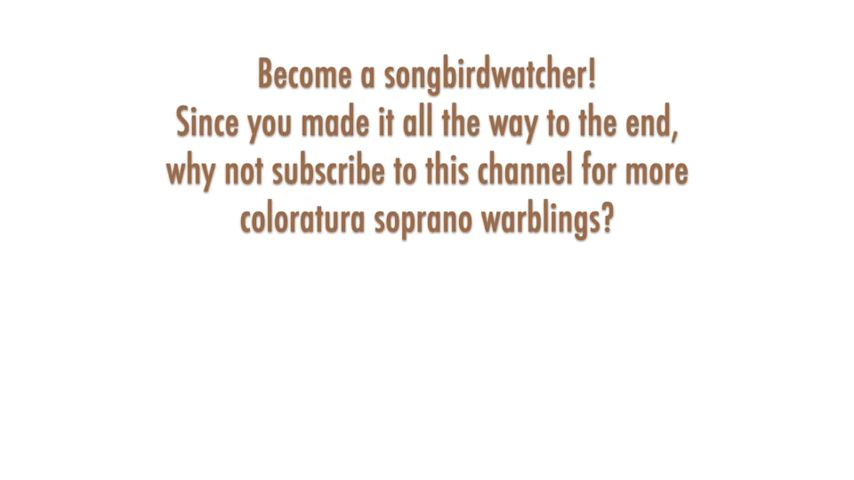 Become a songbirdwatcher!
Since you made it all the way to the end,
why not subscribe to this channel for more
coloratura soprano warblings?